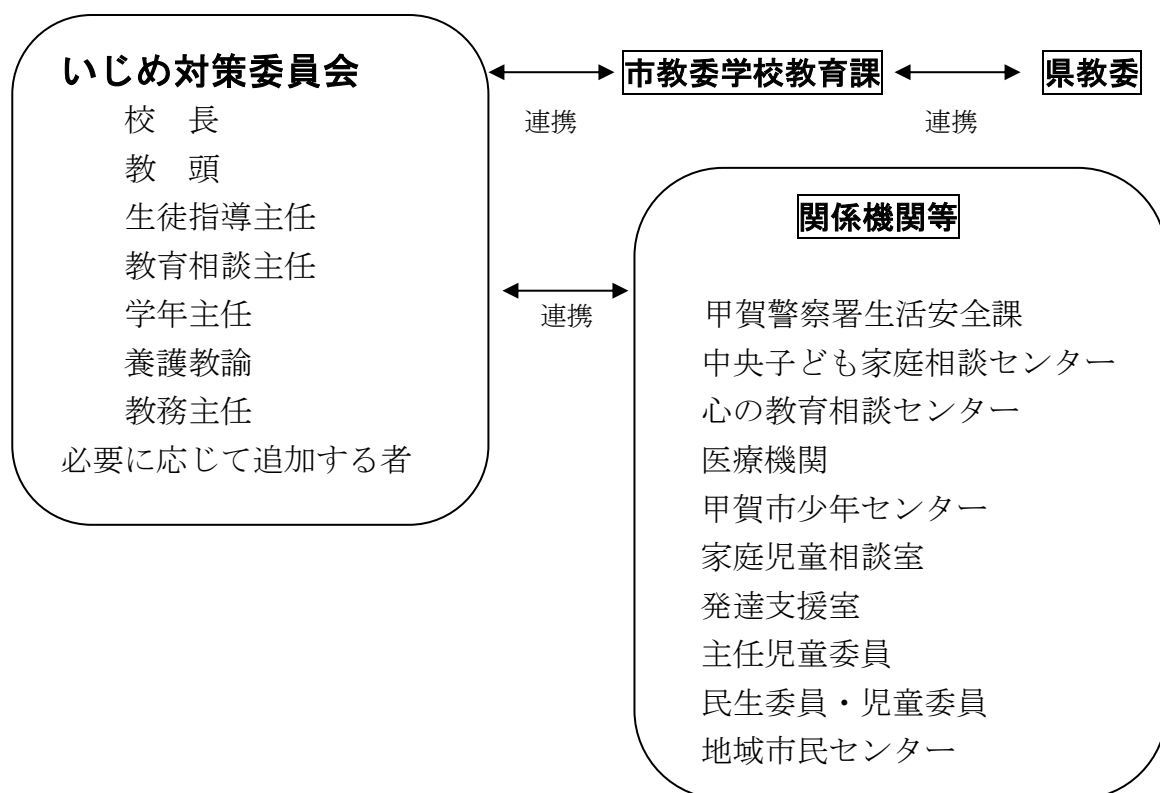 いじめ対策委員会
校　長
教　頭
生徒指導主任
教育相談主任
学年主任
養護教諭
教務主任
必要に応じて追加する者
連携
市教委学校教育課
連携
県教委
連携
関係機関等
甲賀警察署生活安全課
中央子ども家庭相談センター
心の教育相談センター
医療機関
甲賀市少年センター
家庭児童相談室
発達支援室
主任児童委員
民生委員・児童委員
地域市民センター